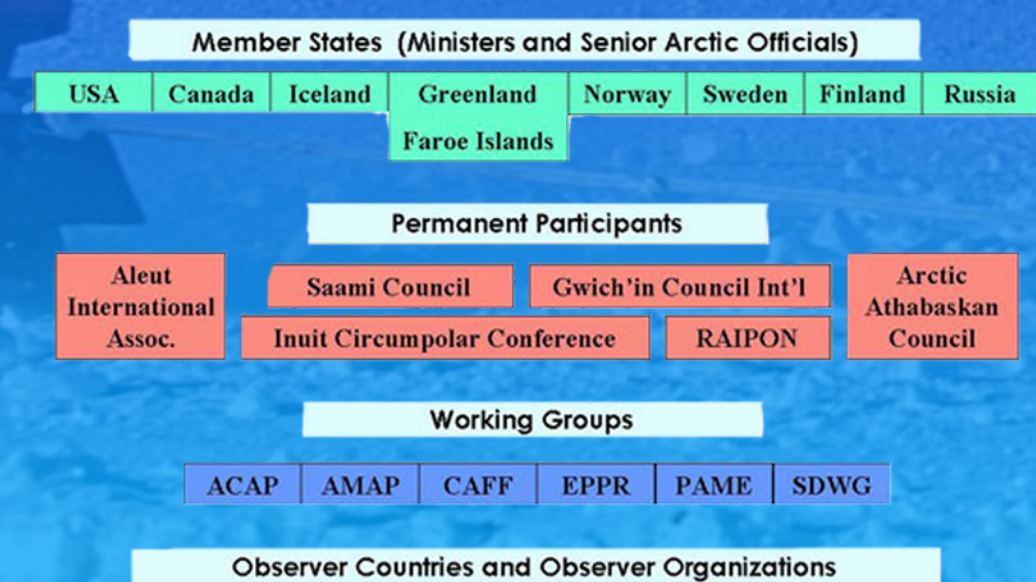 Member States (Ministers and Senior Arctic Officials)
USA Canada Iceland Greenland Norway Sweden Finland Russia
Faroe Islands
Permanent Participants
Aleut
International
Assoc.
Saami Council
Gwich'in Council Int'l
Inuit Circumpolar Conference
RAIPON
Arctic
Athabaskan
Council
Working Groups
ACAP AMAP CAFF EPPR PAME SDWG
Observer Countries and Observer Organizations